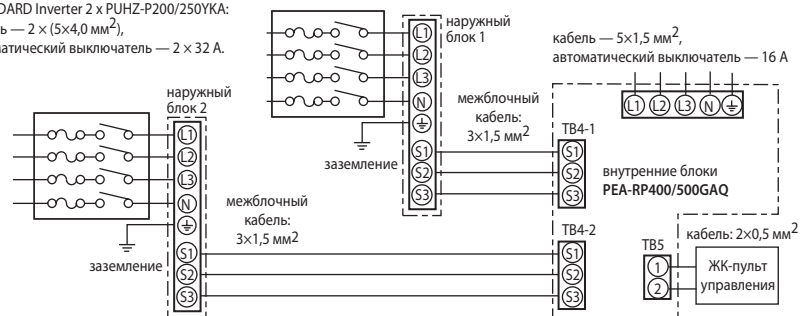 DARD Inverter 2 x PUHZ-P200/250YKA:
ь — 2 × (5×4,0 мм²),
матический выключатель — 2 × 32 А.
наружный
блок 1
L1
L2
L3
N
S1
S2
S3
заземление
межблочный
кабель:
3×1,5 мм²
кабель — 5×1,5 мм²,
автоматический выключатель — 16 А
L1 L2 L3 N
TB4-1
S1
S2
S3
внутренние блоки
PEA-RP400/500GAQ
наружный
блок 2
L1
L2
L3
N
S1
S2
S3
заземление
межблочный
кабель:
3×1,5 мм²
TB4-2
S1
S2
S3
TB5
1
2
кабель: 2×0,5 мм²
ЖК-пульт
управления